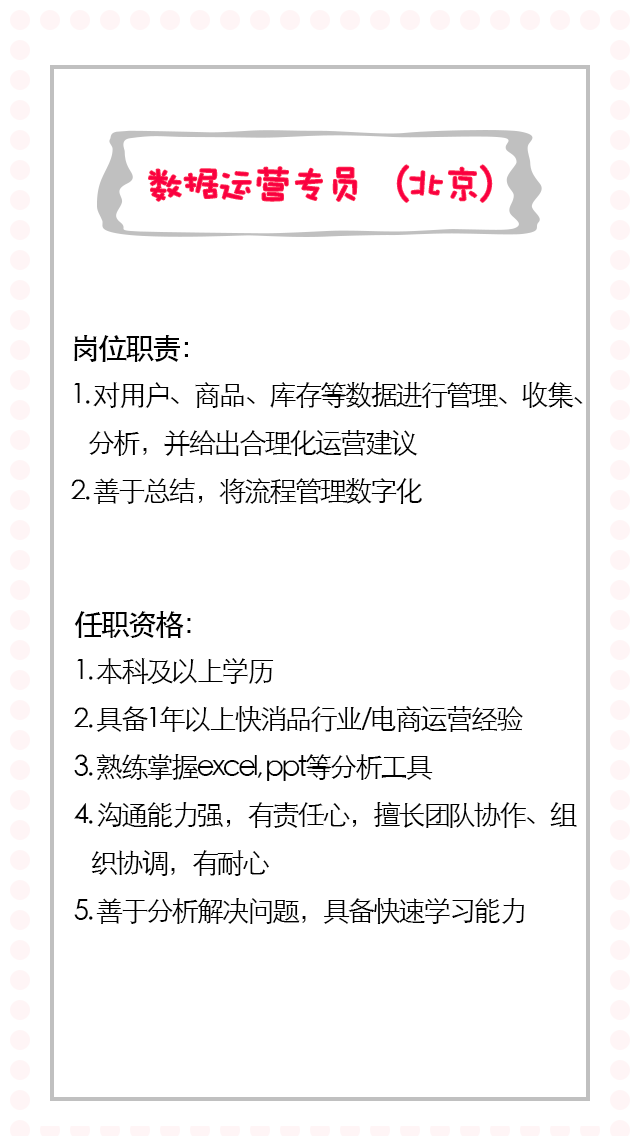 数据运营专员 （北京）
岗位职责：
1. 对用户、商品、库存等数据进行管理、收集、
分析，并给出合理化运营建议
2. 善于总结，将流程管理数字化
任职资格：
1. 本科及以上学历
2. 具备1年以上快消品行业/电商运营经验
3. 熟练掌握excel, ppt等分析工具
4. 沟通能力强，有责任心，擅长团队协作、组
织协调，有耐心
5. 善于分析解决问题，具备快速学习能力